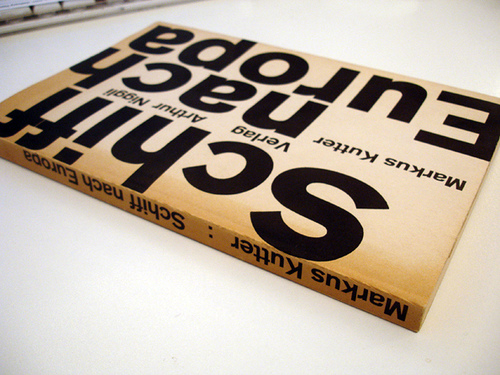 Schiff
Markus Kutter
Verlag Arthur Niggli
nach
Europa
Markus Kutter : Schiff nach Europa